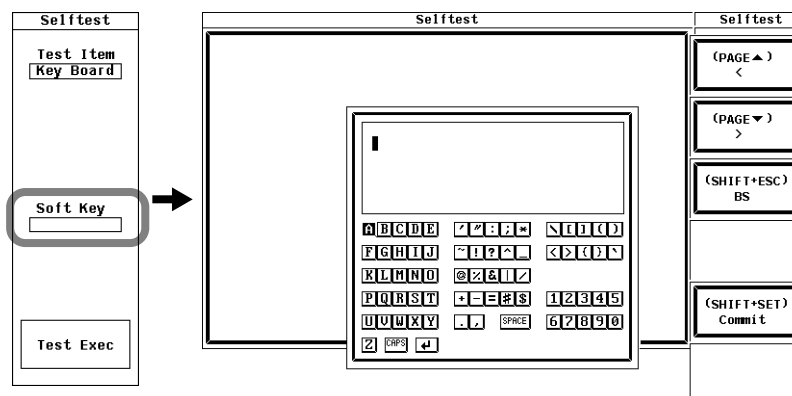 Selftest
Test Item
Key Board
Soft Key
Test Exec
Selftest
A B C D E ' " : ; * \ [ ] ( )
F G H I J ~ ! ? ^ _ < > { } `
K L M N O @ % & | /
P Q R S T + - = # $ 1 2 3 4 5
U V W X Y . , SPACE 6 7 8 9 0
Z CAPS ↵
Selftest
(PAGE▲)
<
(PAGE▼)
>
(SHIFT+ESC)
BS
(SHIFT+SET)
Commit